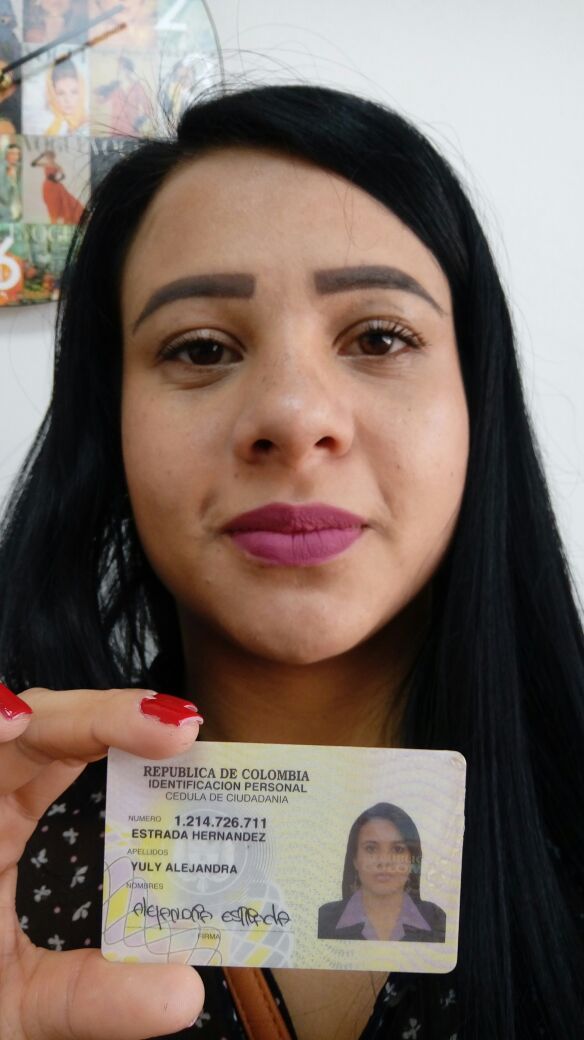 VOGUE
REPUBLICA DE COLOMBIA
IDENTIFICACION PERSONAL
CEDULA DE CIUDADANIA
NUMERO 1.214.726.711
ESTRADA HERNANDEZ
APELLIDOS
YULY ALEJANDRA
NOMBRES
Alejandra estrada
FIRMA